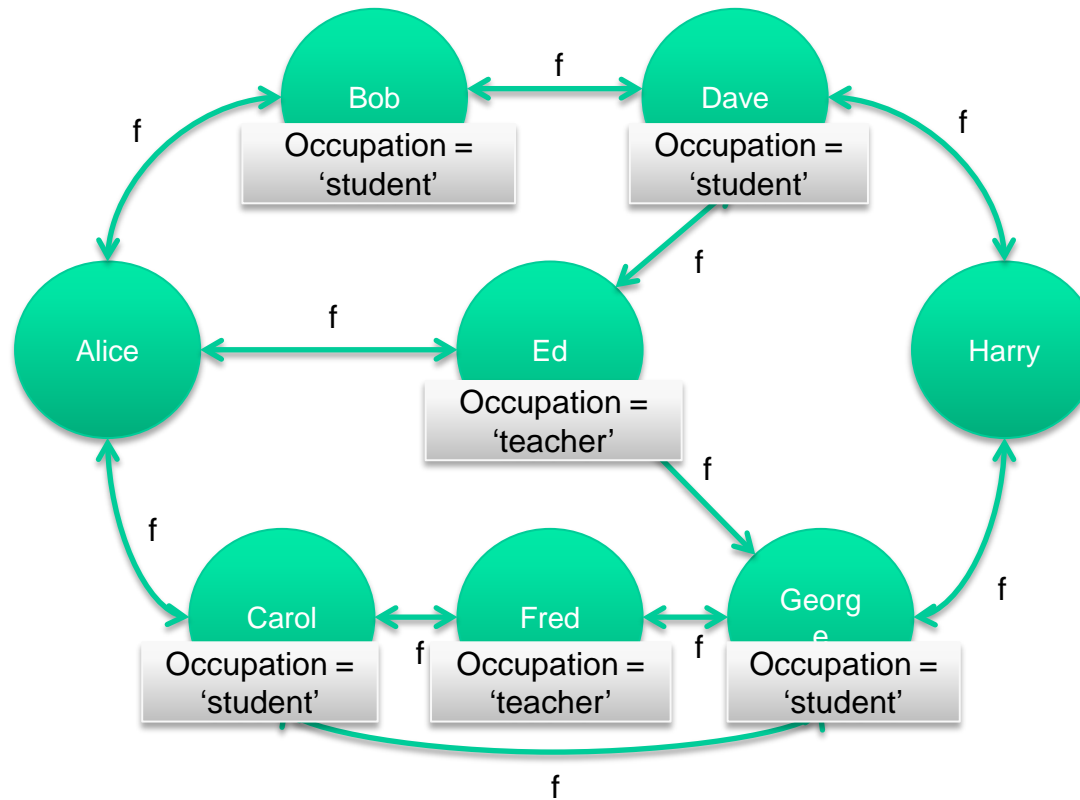 f
Bob
Dave
f
f
Occupation =
‘student’
Occupation =
‘student’
f
f
Alice
Ed
Harry
Occupation =
‘teacher’
f
f
f
Carol
Fred
Georg
e
f
f
Occupation =
‘student’
Occupation =
‘teacher’
Occupation =
‘student’
f